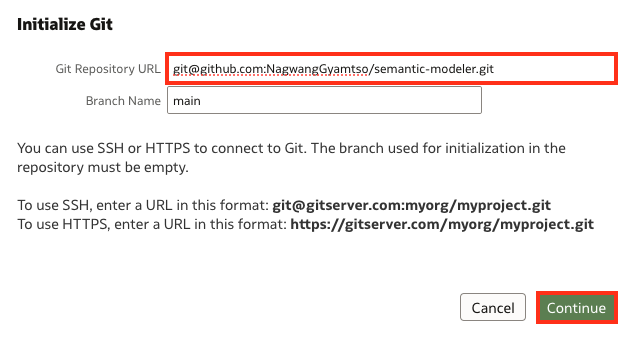 Initialize Git
Git Repository URL git@github.com:NagwangGyamtso/semantic-modeler.git
Branch Name main
You can use SSH or HTTPS to connect to Git. The branch used for initialization in the
repository must be empty.
To use SSH, enter a URL in this format: git@gitserver.com:myorg/myproject.git
To use HTTPS, enter a URL in this format: https://gitserver.com/myorg/myproject.git
Cancel Continue